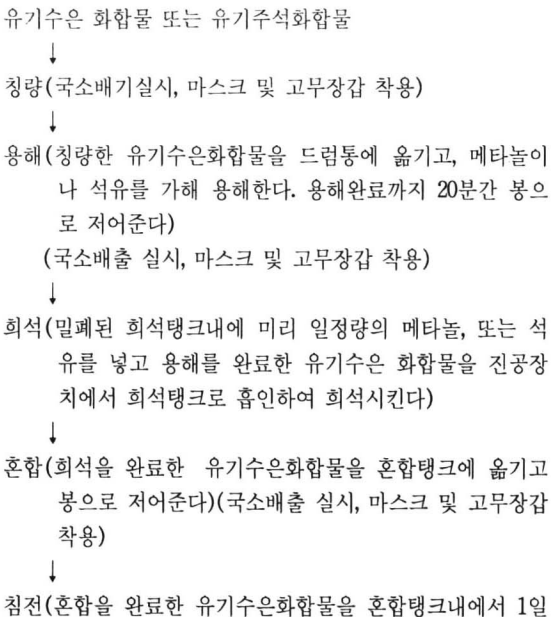 유기수은 화합물 또는 유기주석화합물
↓
칭량(국소배기실시, 마스크 및 고무장갑 착용)
↓
용해(칭량한 유기수은화합물을 드럼통에 옮기고, 메타놀이
나 석유를 가해 용해한다. 용해완료까지 20분간 봉으
로 저어준다)
(국소배출 실시, 마스크 및 고무장갑 착용)
↓
희석(밀폐된 희석탱크내에 미리 일정량의 메타놀, 또는 석
유를 넣고 용해를 완료한 유기수은 화합물을 진공장
치에서 희석탱크로 흡인하여 희석시킨다)
↓
혼합(희석을 완료한 유기수은화합물을 혼합탱크에 옮기고
봉으로 저어준다)(국소배출 실시, 마스크 및 고무장갑
착용)
↓
침전(혼합을 완료한 유기수은화합물을 혼합탱크내에서 1일